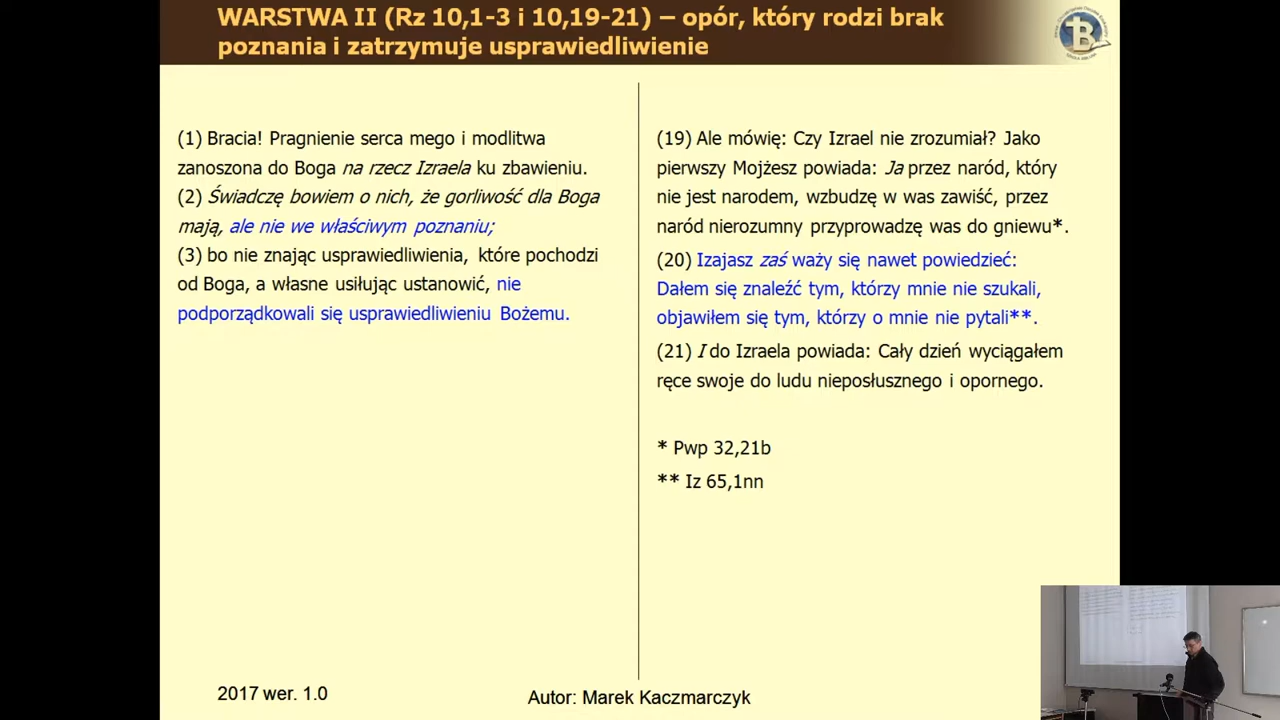 WARSTWA II (Rz 10,1-3 i 10,19-21) – opór, który rodzi brak
poznania i zatrzymuje usprawiedliwienie
(1) Bracia! Pragnienie serca mego i modlitwa
zanoszona do Boga na rzecz Izraela ku zbawieniu.
(2) Świadczę bowiem o nich, że gorliwość dla Boga
mają, ale nie we właściwym poznaniu;
(3) bo nie znając usprawiedliwienia, które pochodzi
od Boga, a własne usiłując ustanowić, nie
podporządkowali się usprawiedliwieniu Bożemu.
(19) Ale mówię: Czy Izrael nie zrozumiał? Jako
pierwszy Mojżesz powiada: Ja przez naród, który
nie jest narodem, wzbudzę w was zawiść, przez
naród nierozumny przyprowadzę was do gniewu*.
(20) Izajasz zaś waży się nawet powiedzieć:
Dałem się znaleźć tym, którzy mnie nie szukali,
objawiłem się tym, którzy o mnie nie pytali**.
(21) I do Izraela powiada: Cały dzień wyciągałem
ręce swoje do ludu nieposłusznego i opornego.
* Pwp 32,21b
** Iz 65,1nn
2017 wer. 1.0
Autor: Marek Kaczmarczyk